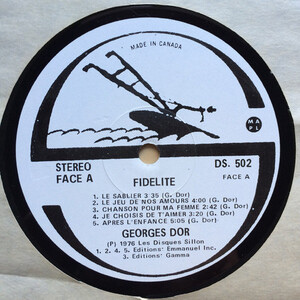 MADE IN CANADA
M A
P L
STEREO
FACE A
DS. 502
FACE A
FIDELITE
1. LE SABLIER 3:35 (G. Dor)
2. LE JEU DE NOS AMOURS 4:00 (G. Dor)
3. CHANSON POUR MA FEMME 2:42 (G. Dor)
4. JE CHOISIS DE T'AIMER 3:20 (G. Dor)
5. APRES L'ENFANCE 5:05 (G. Dor)
GEORGES DOR
(P) 1976 Les Disques Sillon
1. 2. 4. 5. Editions' Emmanuel Inc.
3. Editions' Gamma